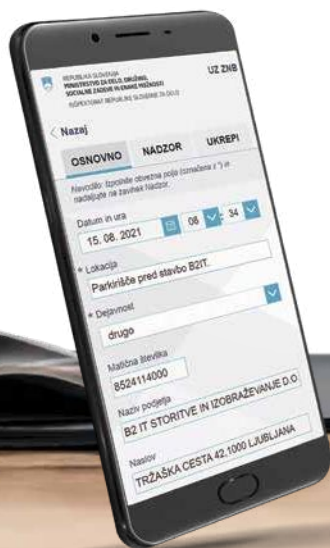 REPUBLIKA SLOVENIJA
MINISTRSTVO ZA DELO, DRUŽINO,
SOCIALNE ZADEVE IN ENAKE MOŽNOSTI
INŠPEKTORAT REPUBLIKE SLOVENIJE ZA DELO
UZ ZNB
Nazaj
OSNOVNO NADZOR UKREPI
Navodilo: Izpolnite obvezna polja (označena z *) in
nadaljujte na zavihek Nadzor.
Datum in ura
15. 08. 2021 08 : 34
* Lokacija
Parkirišče pred stavbo B2IT.
* Dejavnost
drugo
Matična številka
8524114000
Naziv podjetja
B2 IT STORITVE IN IZOBRAŽEVANJE D.O
Naslov
TRŽAŠKA CESTA 42,1000 LJUBLJANA